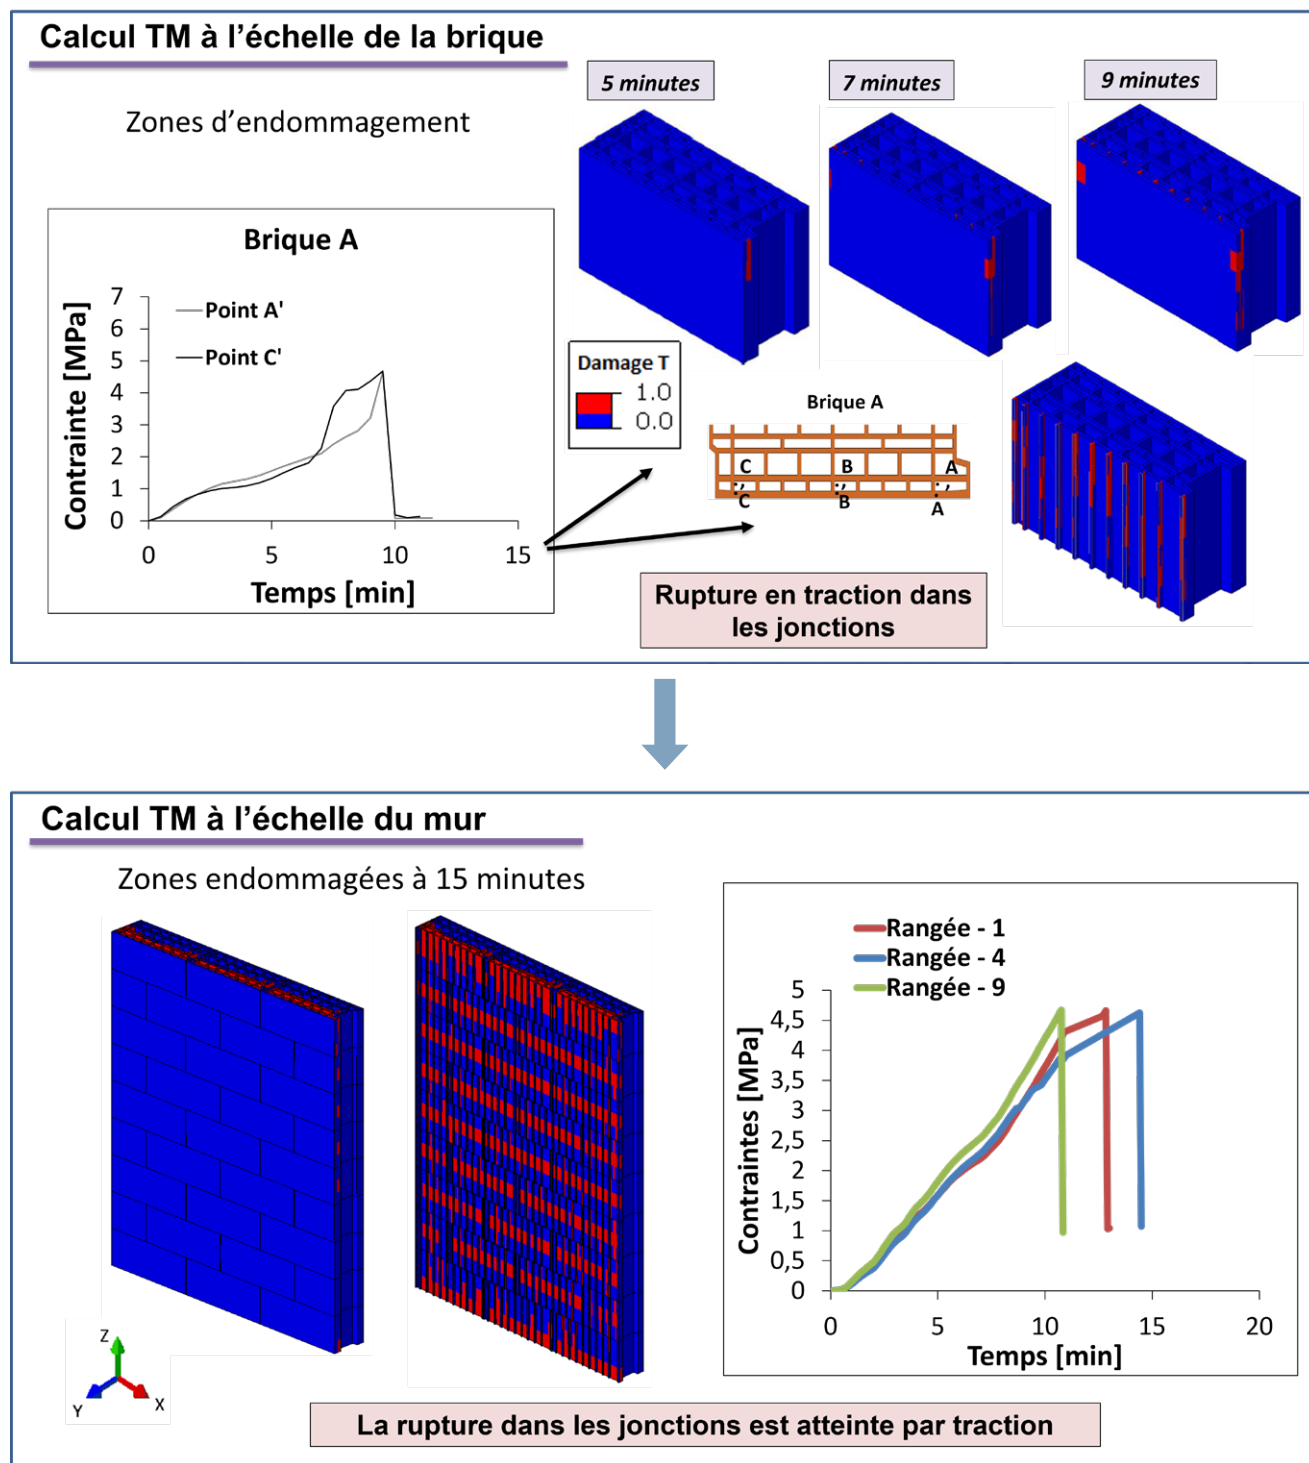 Calcul TM à l'échelle de la brique
5 minutes
7 minutes
9 minutes
Zones d'endommagement
Brique A
Contrainte [MPa]
7
6
5
4
3
2
1
0
Point A'
Point C'
0
5
10
15
Temps [min]
Damage T
1.0
0.0
Brique A
C
B
A
C
B
A
Rupture en traction dans
les jonctions
Calcul TM à l'échelle du mur
Zones endommagées à 15 minutes
Rangée - 1
Rangée - 4
Rangée - 9
Contraintes [MPa]
5
4,5
4
3,5
3
2,5
2
1,5
1
0,5
0
0
5
10
15
20
Temps [min]
Z
Y
X
La rupture dans les jonctions est atteinte par traction